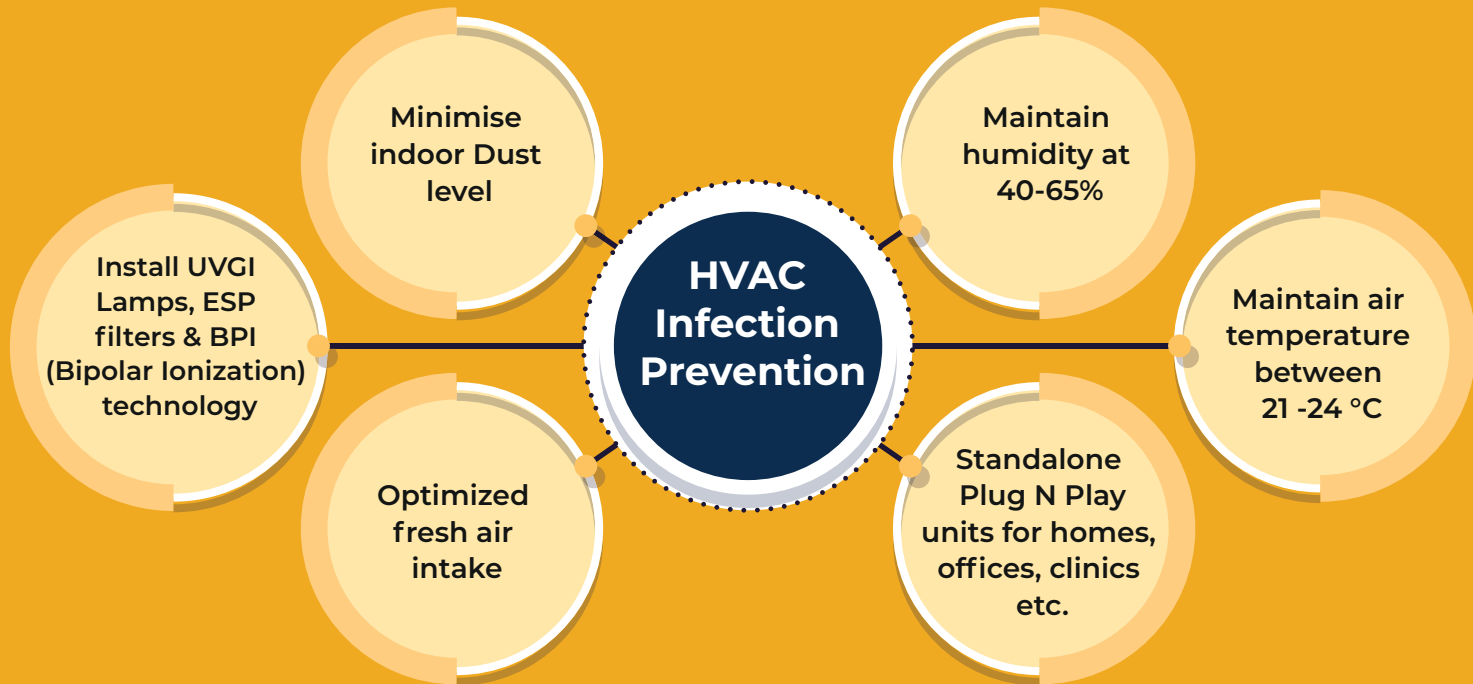 Minimise
indoor Dust
level
Maintain
humidity at
40-65%
Install UVGI
Lamps, ESP
filters & BPI
(Bipolar Ionization)
technology
HVAC
Infection
Prevention
Maintain air
temperature
between
21 -24 °C
Optimized
fresh air
intake
Standalone
Plug N Play
units for homes,
offices, clinics
etc.